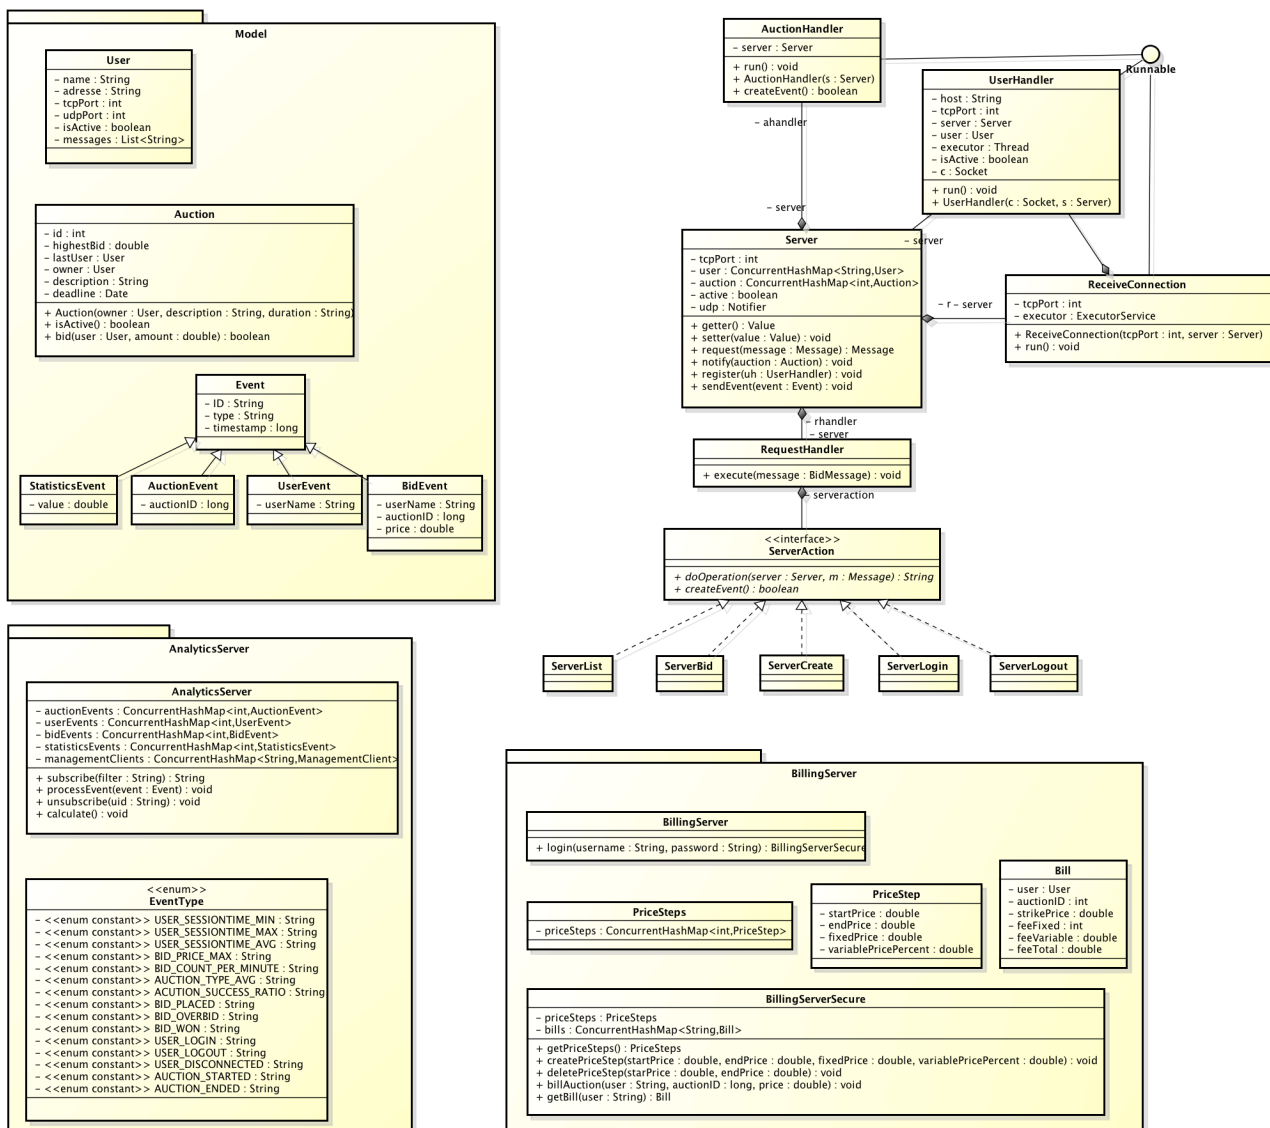 Model
User
– name : String
– adresse : String
– tcpPort : int
– udpPort : int
– isActive : boolean
– messages : List<String>
Auction
– id : int
– highestBid : double
– lastUser : User
– owner : User
– description : String
– deadline : Date
+ Auction(owner : User, description : String, duration : String)
+ isActive() : boolean
+ bid(user : User, amount : double) : boolean
Event
– ID : String
– type : String
– timestamp : long
StatisticsEvent
– value : double
AuctionEvent
– auctionID : long
UserEvent
– userName : String
BidEvent
– userName : String
– auctionID : long
– price : double
AuctionHandler
– server : Server
+ run() : void
+ AuctionHandler(s : Server)
+ createEvent() : boolean
Runnable
UserHandler
– host : String
– tcpPort : int
– server : Server
– user : User
– executor : Thread
– isActive : boolean
– c : Socket
+ run() : void
+ UserHandler(c : Socket, s : Server)
– ahandler
– server
– server
Server
– tcpPort : int
– user : ConcurrentHashMap<String,User>
– auction : ConcurrentHashMap<int,Auction>
– active : boolean
– udp : Notifier
+ getter() : Value
+ setter(value : Value) : void
+ request(message : Message) : Message
+ notify(auction : Auction) : void
+ register(uh : UserHandler) : void
+ sendEvent(event : Event) : void
– r – server
ReceiveConnection
– tcpPort : int
– executor : ExecutorService
+ ReceiveConnection(tcpPort : int, server : Server)
+ run() : void
– rhandler
– server
RequestHandler
+ execute(message : BidMessage) : void
– serveraction
<<interface>>
ServerAction
+ doOperation(server : Server, m : Message) : String
+ createEvent() : boolean
ServerList
ServerBid
ServerCreate
ServerLogin
ServerLogout
AnalyticsServer
AnalyticsServer
– auctionEvents : ConcurrentHashMap<int,AuctionEvent>
– userEvents : ConcurrentHashMap<int,UserEvent>
– bidEvents : ConcurrentHashMap<int,BidEvent>
– statisticsEvents : ConcurrentHashMap<int,StatisticsEvent>
– managementClients : ConcurrentHashMap<String,ManagementClient>
+ subscribe(filter : String) : String
+ processEvent(event : Event) : void
+ unsubscribe(uid : String) : void
+ calculate() : void
<<enum>>
EventType
– <<enum constant>> USER_SESSIONTIME_MIN : String
– <<enum constant>> USER_SESSIONTIME_MAX : String
– <<enum constant>> USER_SESSIONTIME_AVG : String
– <<enum constant>> BID_PRICE_MAX : String
– <<enum constant>> BID_COUNT_PER_MINUTE : String
– <<enum constant>> AUCTION_TYPE_AVG : String
– <<enum constant>> ACUTION_SUCCESS_RATIO : String
– <<enum constant>> BID_PLACED : String
– <<enum constant>> BID_OVERBID : String
– <<enum constant>> BID_WON : String
– <<enum constant>> USER_LOGIN : String
– <<enum constant>> USER_LOGOUT : String
– <<enum constant>> USER_DISCONNECTED : String
– <<enum constant>> AUCTION_STARTED : String
– <<enum constant>> AUCTION_ENDED : String
BillingServer
BillingServer
+ login(username : String, password : String) : BillingServerSecure
PriceSteps
– priceSteps : ConcurrentHashMap<int,PriceStep>
PriceStep
– startPrice : double
– endPrice : double
– fixedPrice : double
– variablePricePercent : double
Bill
– user : User
– auctionID : int
– strikePrice : double
– feeFixed : int
– feeVariable : double
– feeTotal : double
BillingServerSecure
– priceSteps : PriceSteps
– bills : ConcurrentHashMap<String,Bill>
+ getPriceSteps() : PriceSteps
+ createPriceStep(startPrice : double, endPrice : double, fixedPrice : double, variablePricePercent : double) : void
+ deletePriceStep(starPrice : double, endPrice : double) : void
+ billAuction(user : String, auctionID : long, price : double) : void
+ getBill(user : String) : Bill